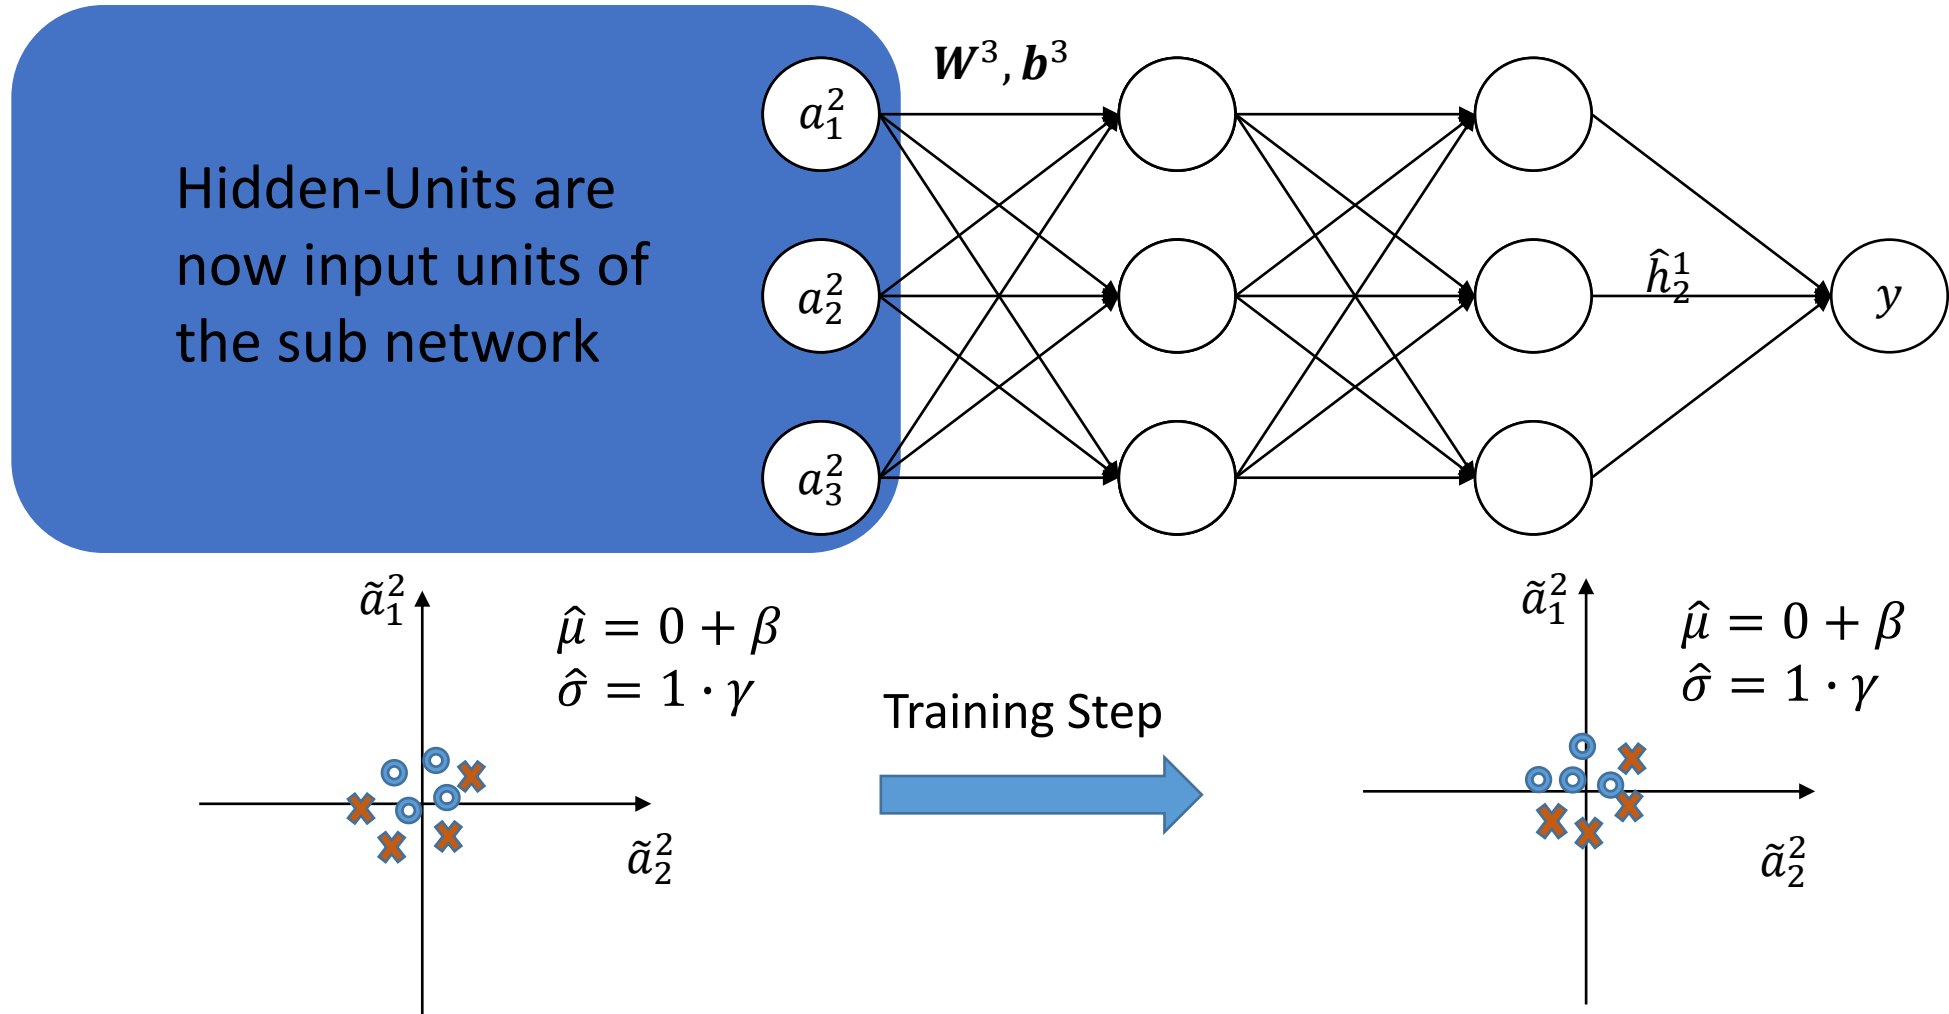 𝑾³, 𝒃³
a₁²
Hidden-Units are
now input units of
the sub network
a₂²
ĥ₂¹
y
a₃²
ã₁²
μ̂ = 0 + β
σ̂ = 1 · γ
ã₂²
Training Step
ã₁²
μ̂ = 0 + β
σ̂ = 1 · γ
ã₂²